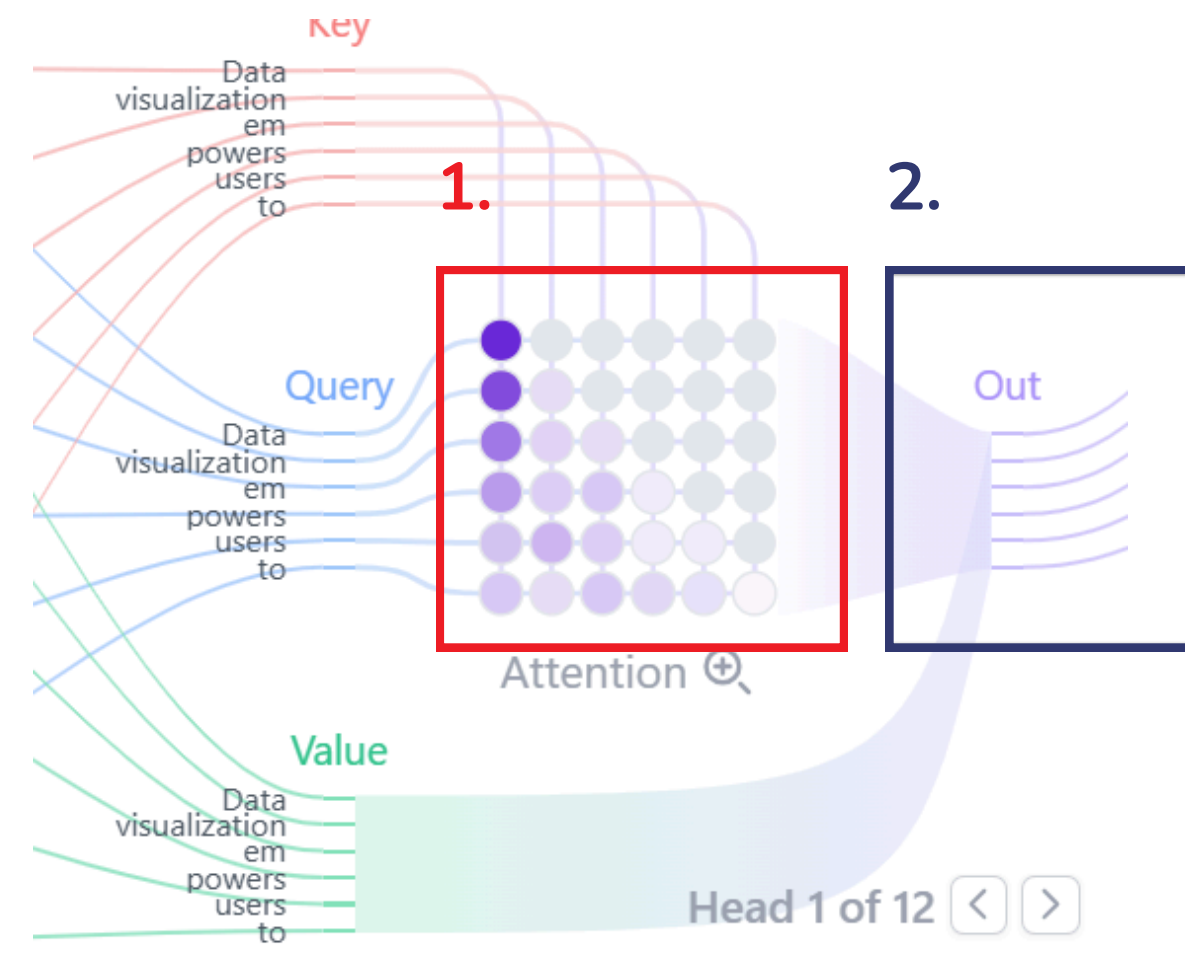 Key
Data
visualization
em
powers
users
to
1.
2.
Query
Data
visualization
em
powers
users
to
Out
Attention
Value
Data
visualization
em
powers
users
to
Head 1 of 12